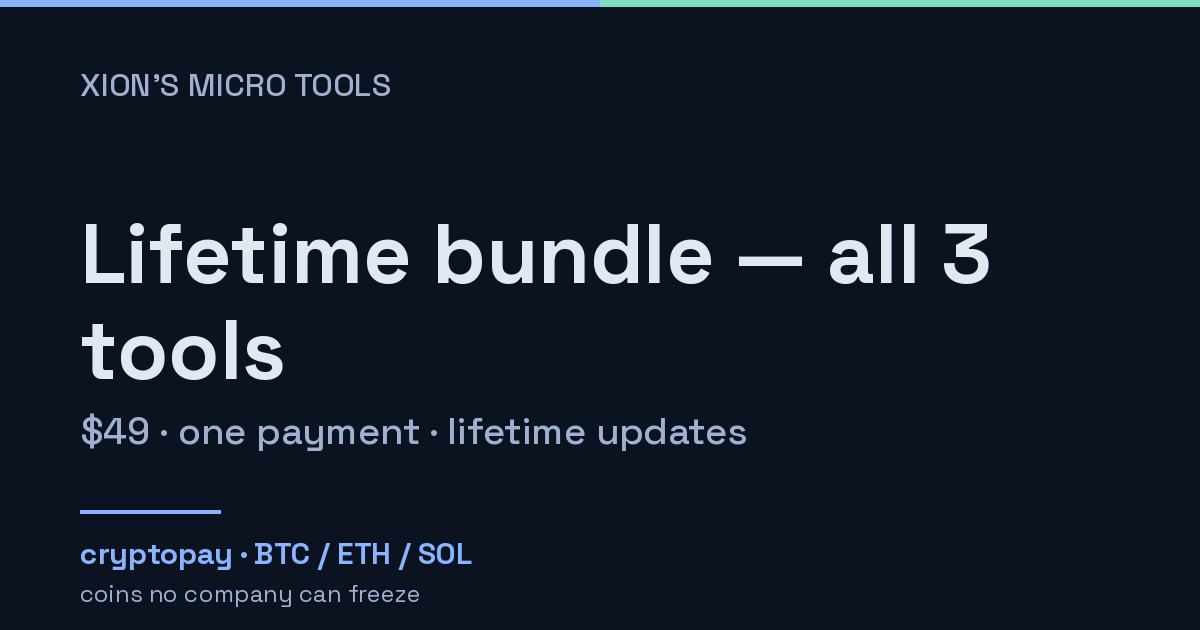 XION’S MICRO TOOLS
Lifetime bundle — all 3
tools
$49 · one payment · lifetime updates
cryptopay · BTC / ETH / SOL
coins no company can freeze